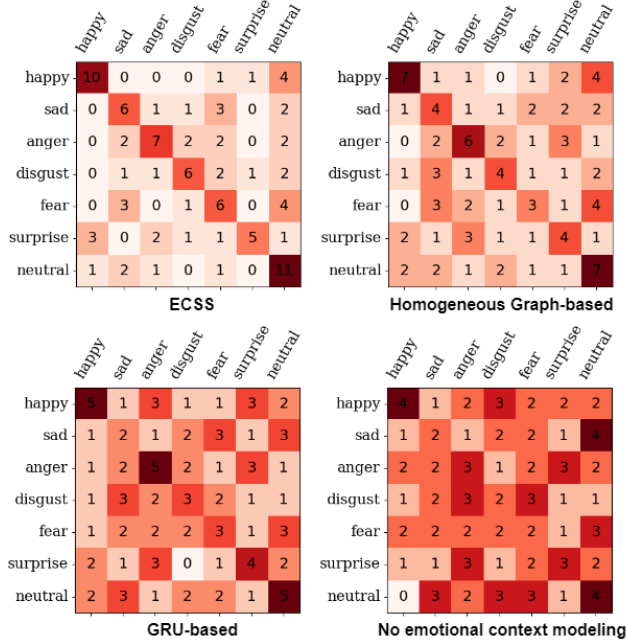 happy sad anger disgust fear surprise neutral
happy 10 0 0 0 1 1 4
sad 0 6 1 1 3 0 2
anger 0 2 7 2 2 0 2
disgust 0 1 1 6 2 1 2
fear 0 3 0 1 6 0 4
surprise 3 0 2 1 1 5 1
neutral 1 2 1 0 1 0 11
ECSS
happy sad anger disgust fear surprise neutral
happy 7 1 1 0 1 2 4
sad 1 4 1 1 2 2 2
anger 0 2 6 2 1 3 1
disgust 1 3 1 4 1 1 2
fear 0 3 2 1 3 1 4
surprise 2 1 3 1 1 4 1
neutral 2 2 1 2 1 1 7
Homogeneous Graph-based
happy sad anger disgust fear surprise neutral
happy 5 1 3 1 1 3 2
sad 1 2 1 2 3 1 3
anger 1 2 5 2 1 3 1
disgust 1 3 2 3 2 1 1
fear 1 2 2 2 3 1 3
surprise 2 1 3 0 1 4 2
neutral 2 3 1 2 2 1 5
GRU-based
happy sad anger disgust fear surprise neutral
happy 4 1 2 3 2 2 2
sad 1 2 1 2 2 1 4
anger 2 2 3 1 2 3 2
disgust 1 2 3 2 3 1 1
fear 2 2 2 2 2 1 3
surprise 1 1 3 1 2 3 2
neutral 0 3 2 3 3 1 4
No emotional context modeling